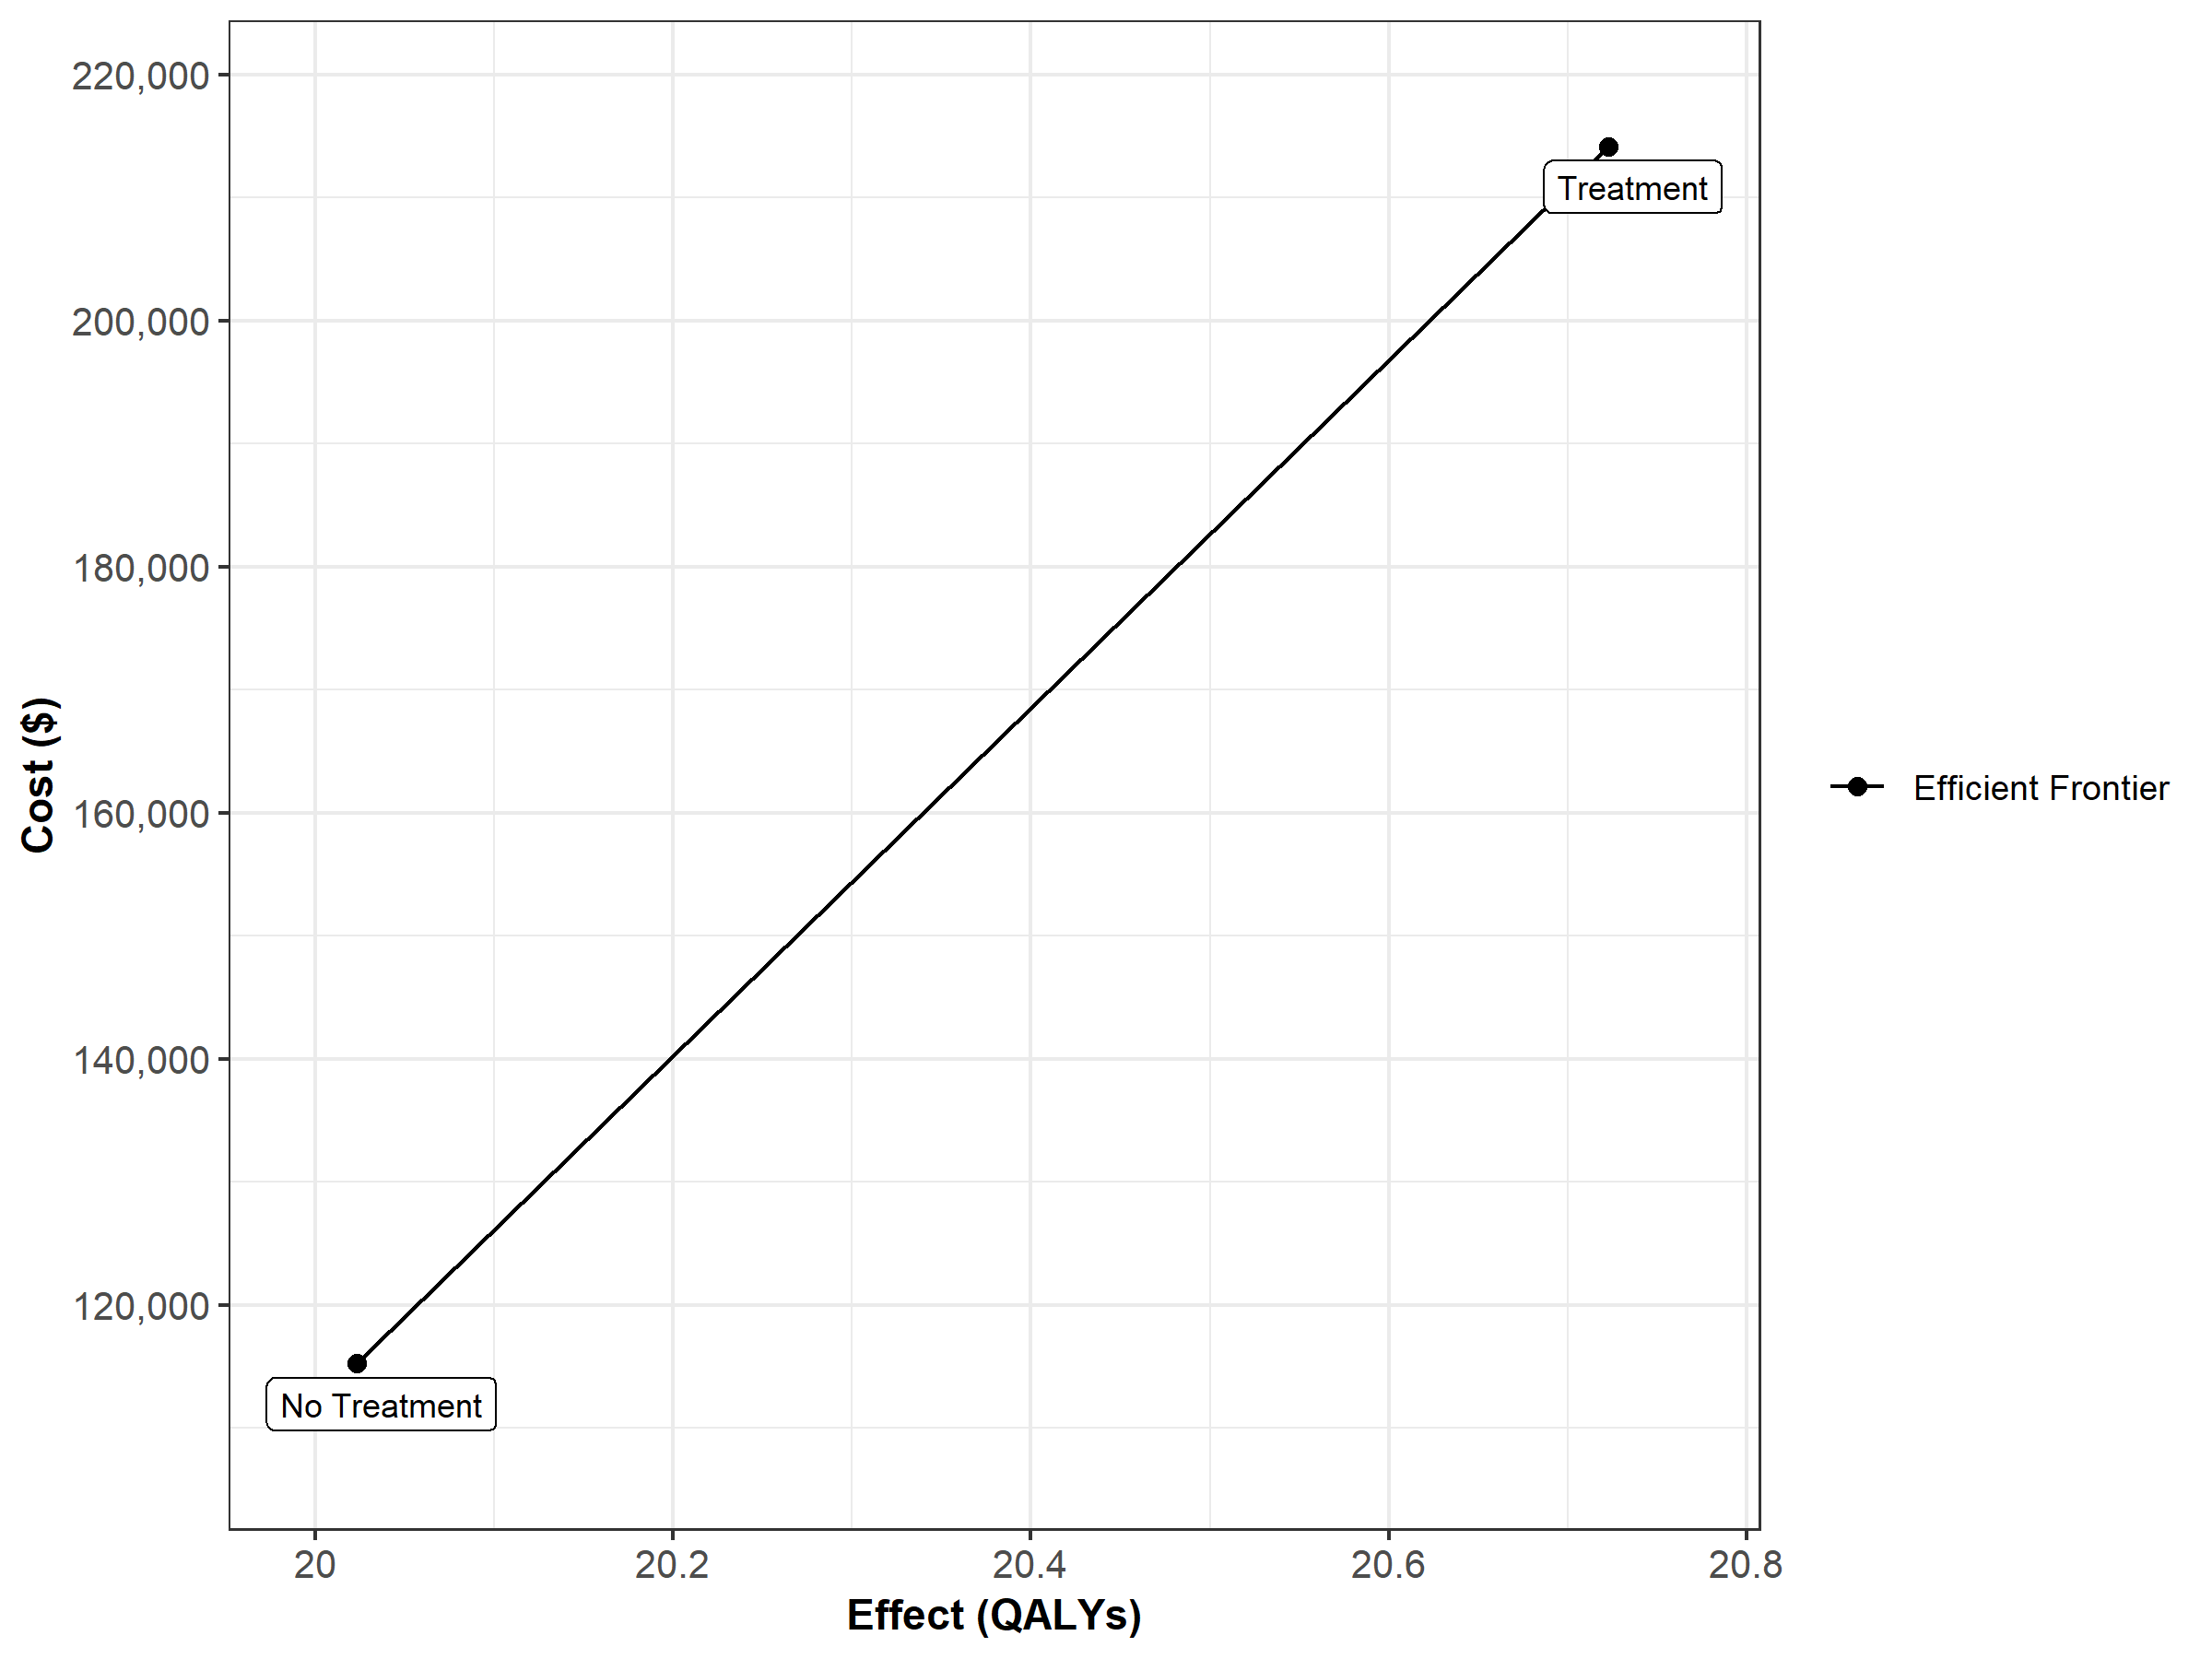 220,000
200,000
180,000
160,000
140,000
120,000
Cost ($)
Treatment
No Treatment
Efficient Frontier
20
20.2
20.4
20.6
20.8
Effect (QALYs)